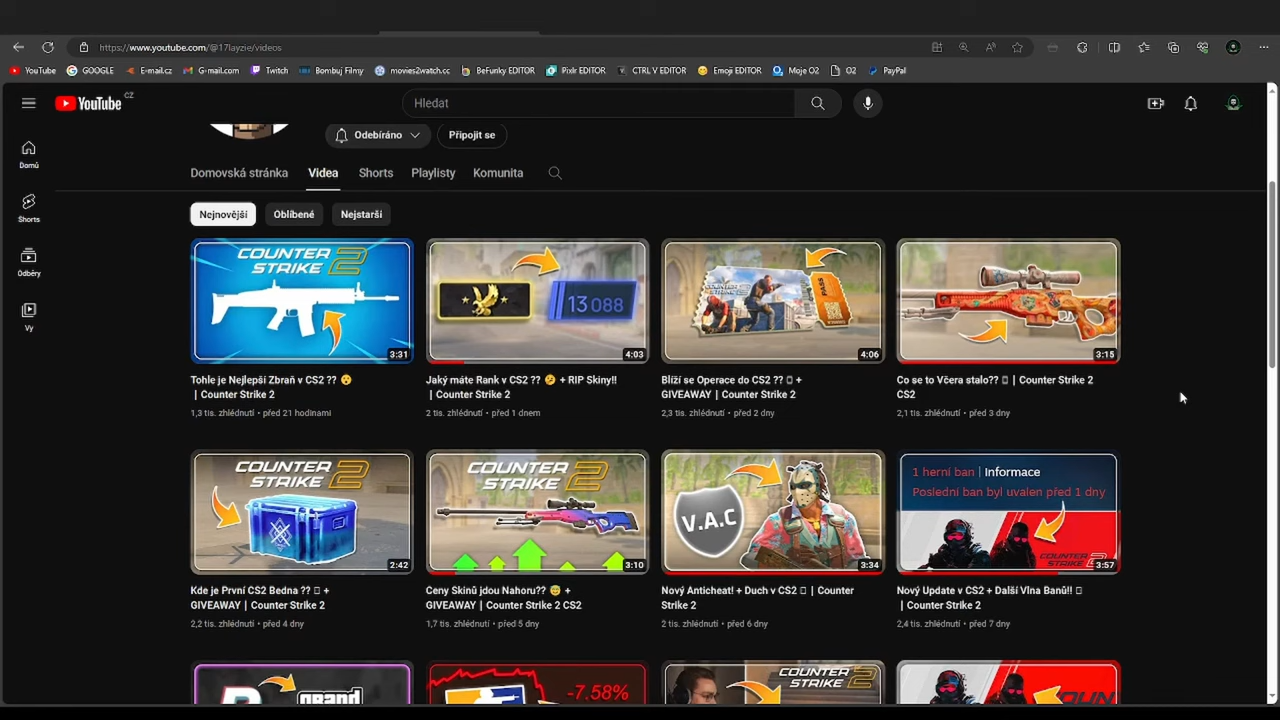 https://www.youtube.com/@17layzie/videos
YouTube GOOGLE E-mail.cz G-mail.com Twitch Bombuj Filmy movies2watch.cc BeFunky EDITOR Pixlr EDITOR CTRL V EDITOR Emoji EDITOR Moje O2 O2 PayPal
YouTube CZ
Hledat
Odebíráno
Připojit se
Domů
Shorts
Odběry
Vy
Domovská stránka Videa Shorts Playlisty Komunita
Nejnovější Oblíbené Nejstarší
COUNTER STRIKE 2
3:31
13 088
4:03
PASS
4:06
3:15
Tohle je Nejlepší Zbraň v CS2 ?? 😯
| Counter Strike 2
1,3 tis. zhlédnutí • před 21 hodinami
Jaký máte Rank v CS2 ?? 🤔 + RIP Skiny!!
| Counter Strike 2
2 tis. zhlédnutí • před 1 dnem
Blíží se Operace do CS2 ?? ▯ +
GIVEAWAY | Counter Strike 2
2,3 tis. zhlédnutí • před 2 dny
Co se to Včera stalo?? ▯ | Counter Strike 2
CS2
2,1 tis. zhlédnutí • před 3 dny
COUNTER STRIKE 2
2:42
COUNTER STRIKE 2
3:10
V.A.C
3:34
1 herní ban | Informace
Poslední ban byl uvalen před 1 dny
COUNTER STRIKE 2
3:57
Kde je První CS2 Bedna ?? ▯ +
GIVEAWAY | Counter Strike 2
2,2 tis. zhlédnutí • před 4 dny
Ceny Skinů jdou Nahoru?? 😇 +
GIVEAWAY | Counter Strike 2 CS2
1,7 tis. zhlédnutí • před 5 dny
Nový Anticheat! + Duch v CS2 ▯ | Counter
Strike 2
2 tis. zhlédnutí • před 6 dny
Nový Update v CS2 + Další Vlna Banů!! ▯
| Counter Strike 2
2,4 tis. zhlédnutí • před 7 dny
grand
-7.58%
COUNTER
STRIKE 2